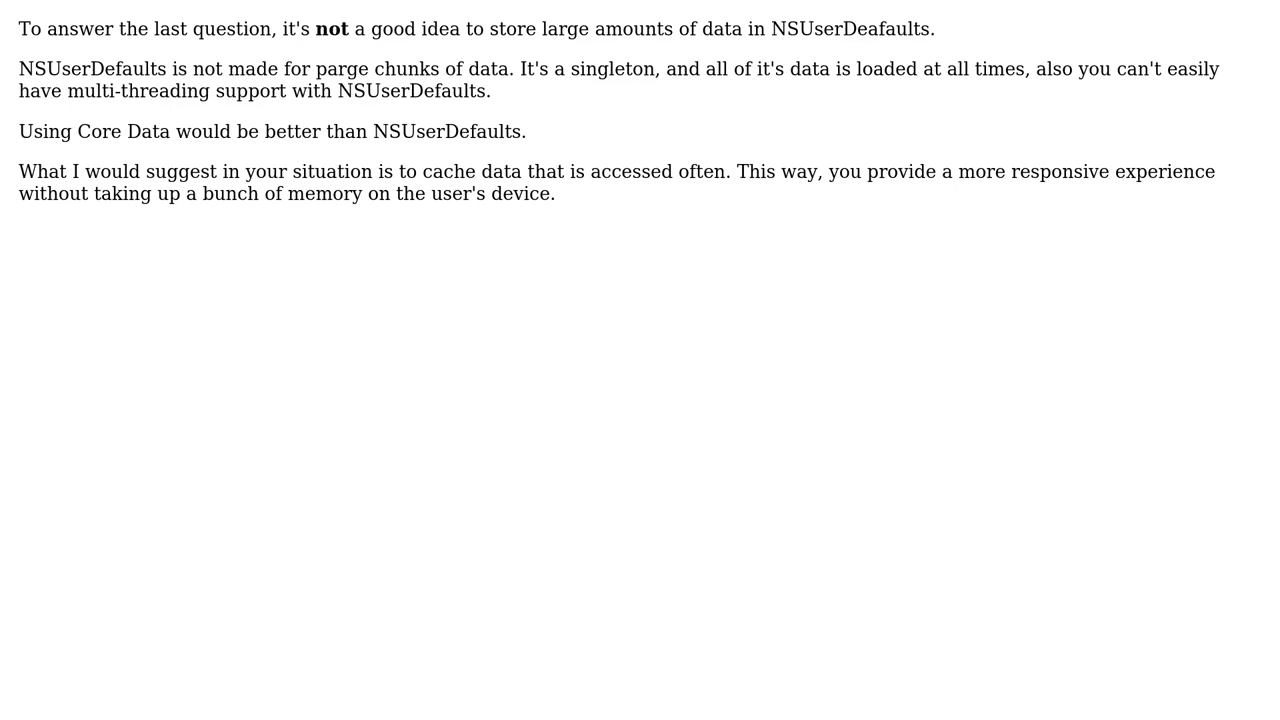 To answer the last question, it's not a good idea to store large amounts of data in NSUserDeafaults.
NSUserDefaults is not made for parge chunks of data. It's a singleton, and all of it's data is loaded at all times, also you can't easily
have multi-threading support with NSUserDefaults.
Using Core Data would be better than NSUserDefaults.
What I would suggest in your situation is to cache data that is accessed often. This way, you provide a more responsive experience
without taking up a bunch of memory on the user's device.